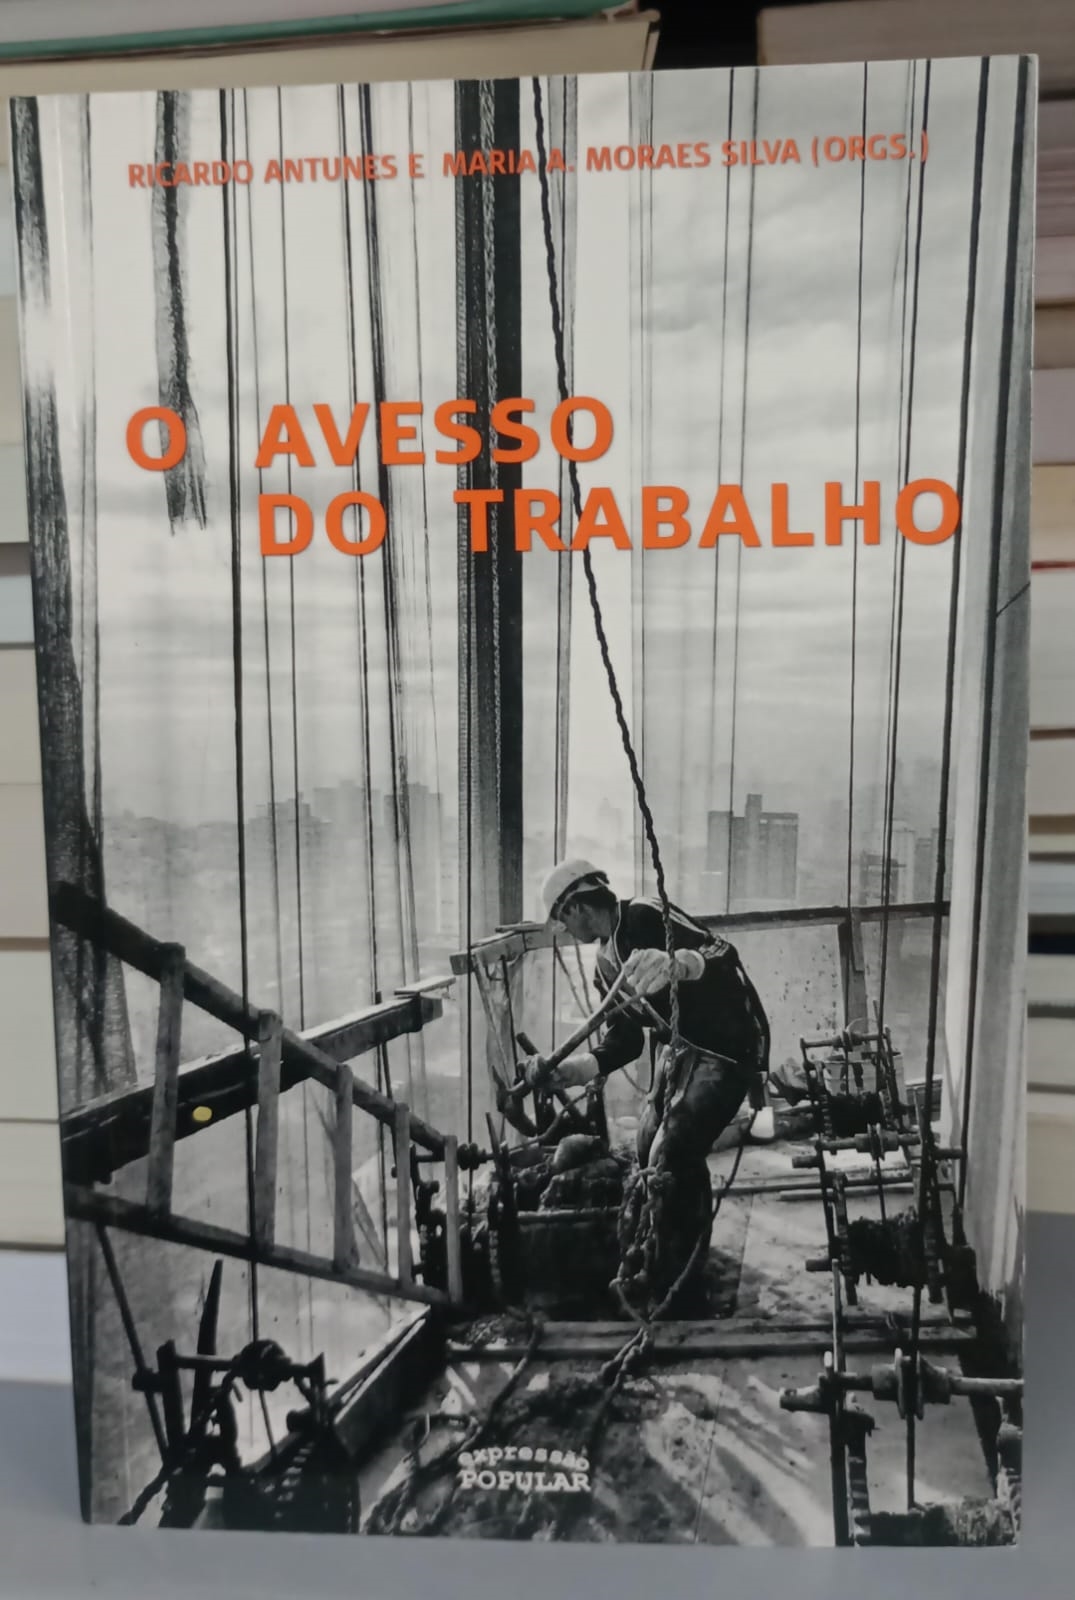 RICARDO ANTUNES E MARIA A. MORAES SILVA (ORGS.)
O AVESSO
DO TRABALHO
expressão
POPULAR